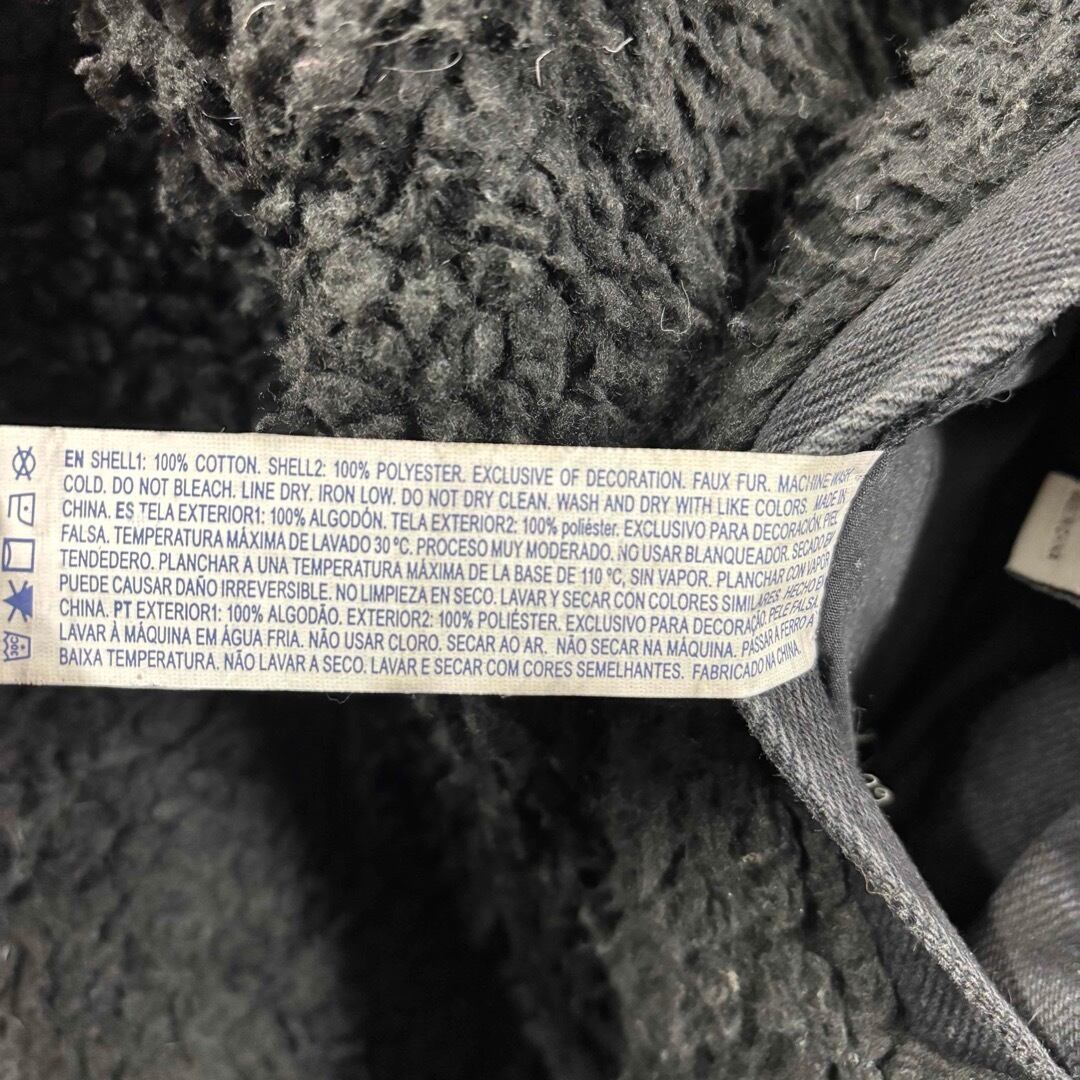 EN SHELL1: 100% COTTON. SHELL2: 100% POLYESTER. EXCLUSIVE OF DECORATION. FAUX FUR. MACHINE WASH
COLD. DO NOT BLEACH. LINE DRY. IRON LOW. DO NOT DRY CLEAN. WASH AND DRY WITH LIKE COLORS. MADE IN
CHINA. ES TELA EXTERIOR1: 100% ALGODÓN. TELA EXTERIOR2: 100% poliéster. EXCLUSIVO PARA DECORACIÓN. PIEL
FALSA. TEMPERATURA MÁXIMA DE LAVADO 30 ºC. PROCESO MUY MODERADO. NO USAR BLANQUEADOR. SECADO EN
TENDEDERO. PLANCHAR A UNA TEMPERATURA MÁXIMA DE LA BASE DE 110 ºC, SIN VAPOR. PLANCHAR CON VAPOR
PUEDE CAUSAR DAÑO IRREVERSIBLE. NO LIMPIEZA EN SECO. LAVAR Y SECAR CON COLORES SIMILARES. HECHO EN
CHINA. PT EXTERIOR1: 100% ALGODÃO. EXTERIOR2: 100% POLIÉSTER. EXCLUSIVO PARA DECORAÇÃO. PELE FALSA.
LAVAR À MÁQUINA EM ÁGUA FRIA. NÃO USAR CLORO. SECAR AO AR. NÃO SECAR NA MÁQUINA. PASSAR A FERRO A
BAIXA TEMPERATURA. NÃO LAVAR A SECO. LAVAR E SECAR COM CORES SEMELHANTES. FABRICADO NA CHINA.